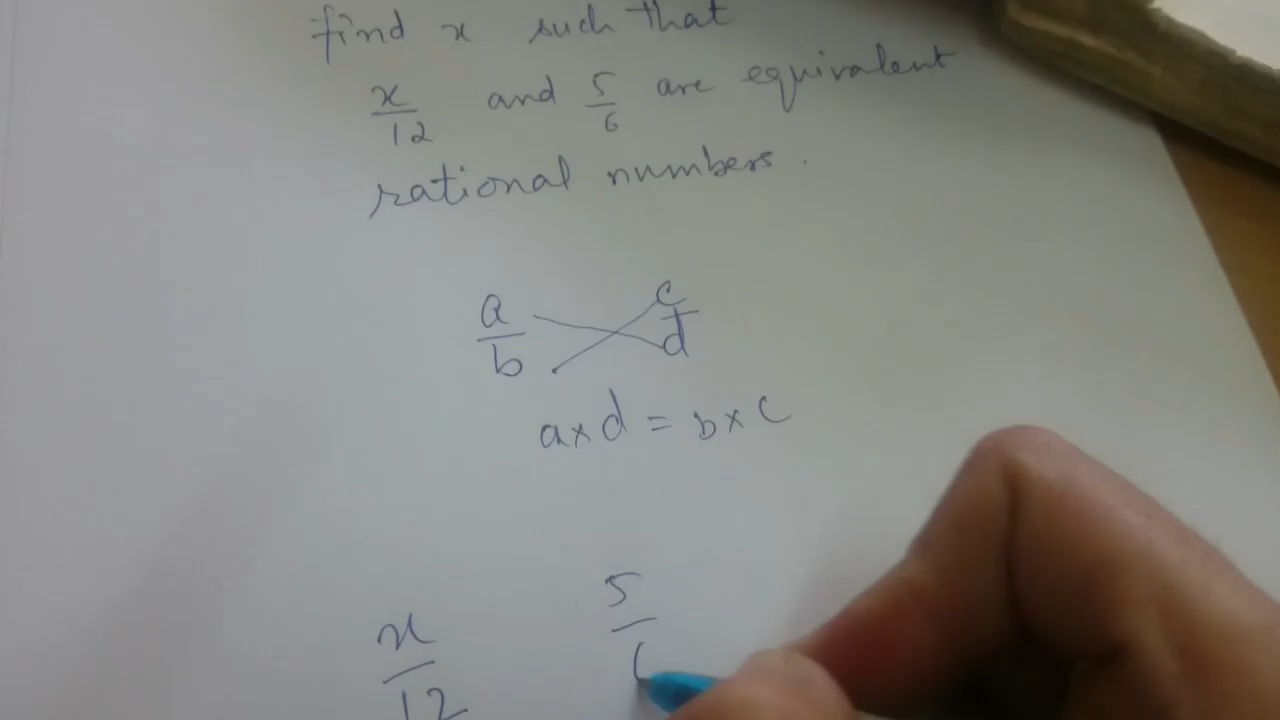 find x such that
x/12 and 5/6 are equivalent
rational numbers.
a/b c/d
a×d = b×c
x/12 5/6